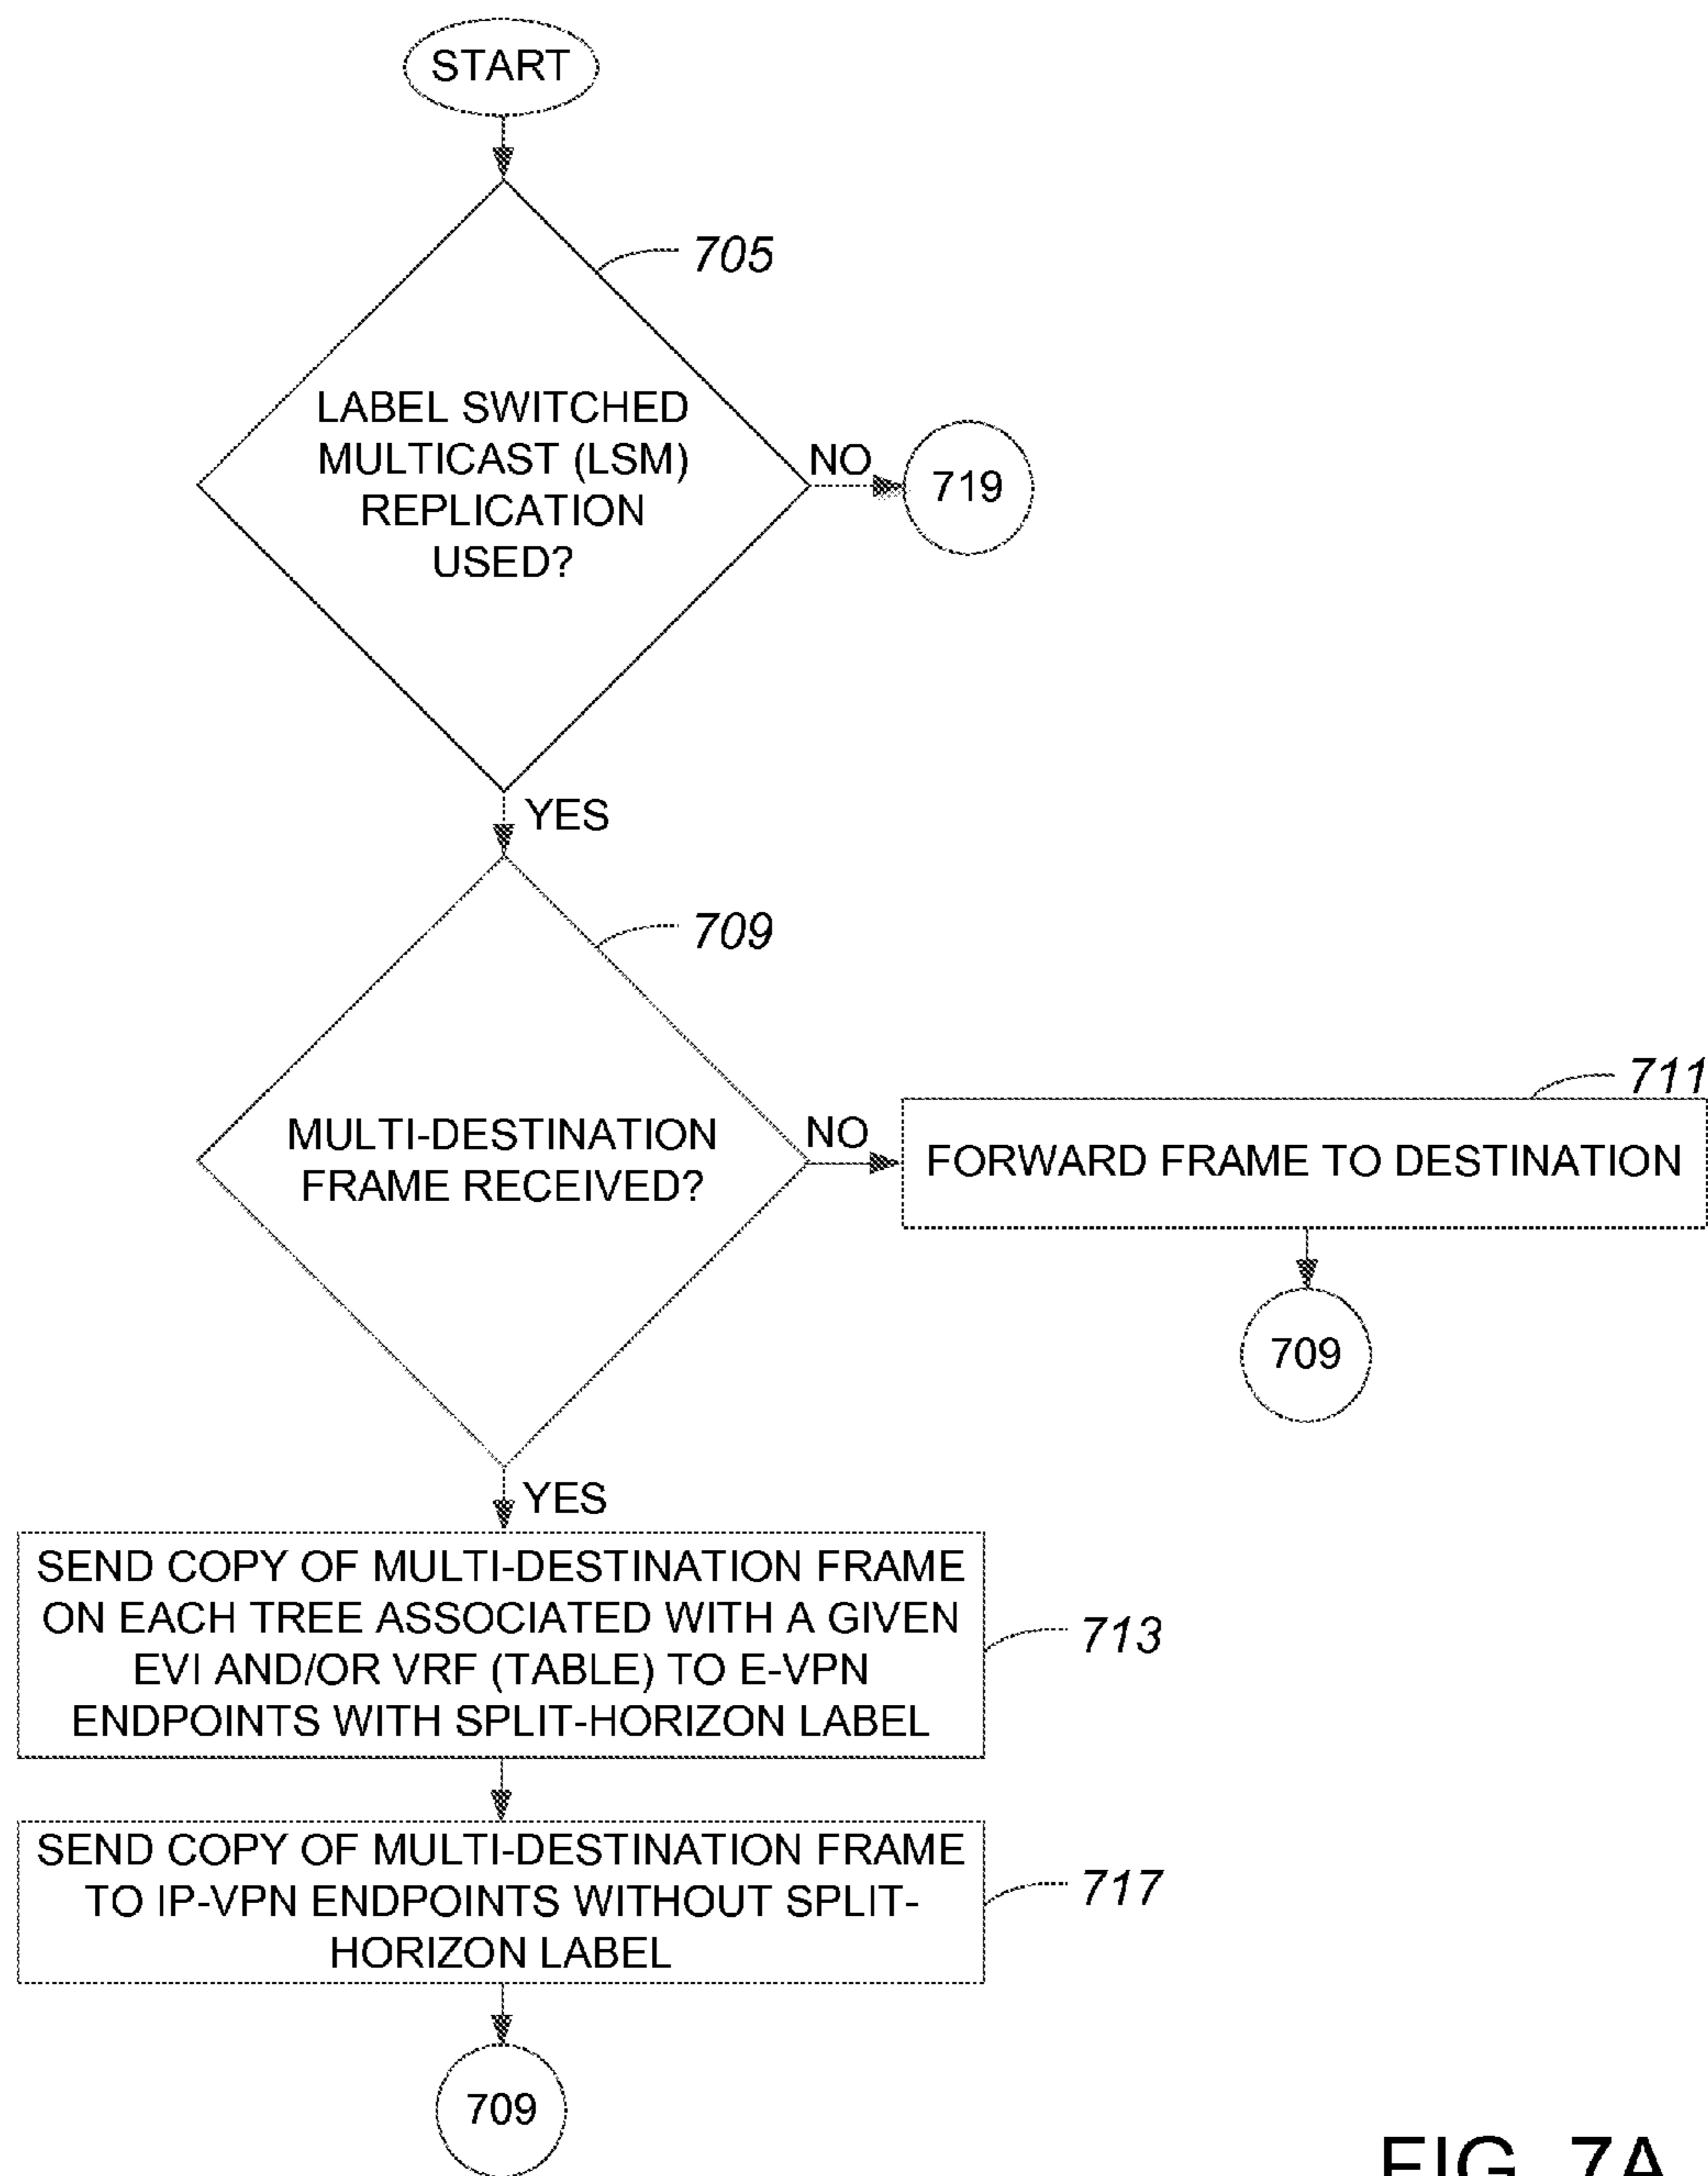 START
705
LABEL SWITCHED
MULTICAST (LSM)
REPLICATION
USED?
NO
719
YES
709
MULTI-DESTINATION
FRAME RECEIVED?
NO
711
FORWARD FRAME TO DESTINATION
709
YES
SEND COPY OF MULTI-DESTINATION FRAME
ON EACH TREE ASSOCIATED WITH A GIVEN
EVI AND/OR VRF (TABLE) TO E-VPN
ENDPOINTS WITH SPLIT-HORIZON LABEL
713
SEND COPY OF MULTI-DESTINATION FRAME
TO IP-VPN ENDPOINTS WITHOUT SPLIT-
HORIZON LABEL
717
709
FIG. 7A